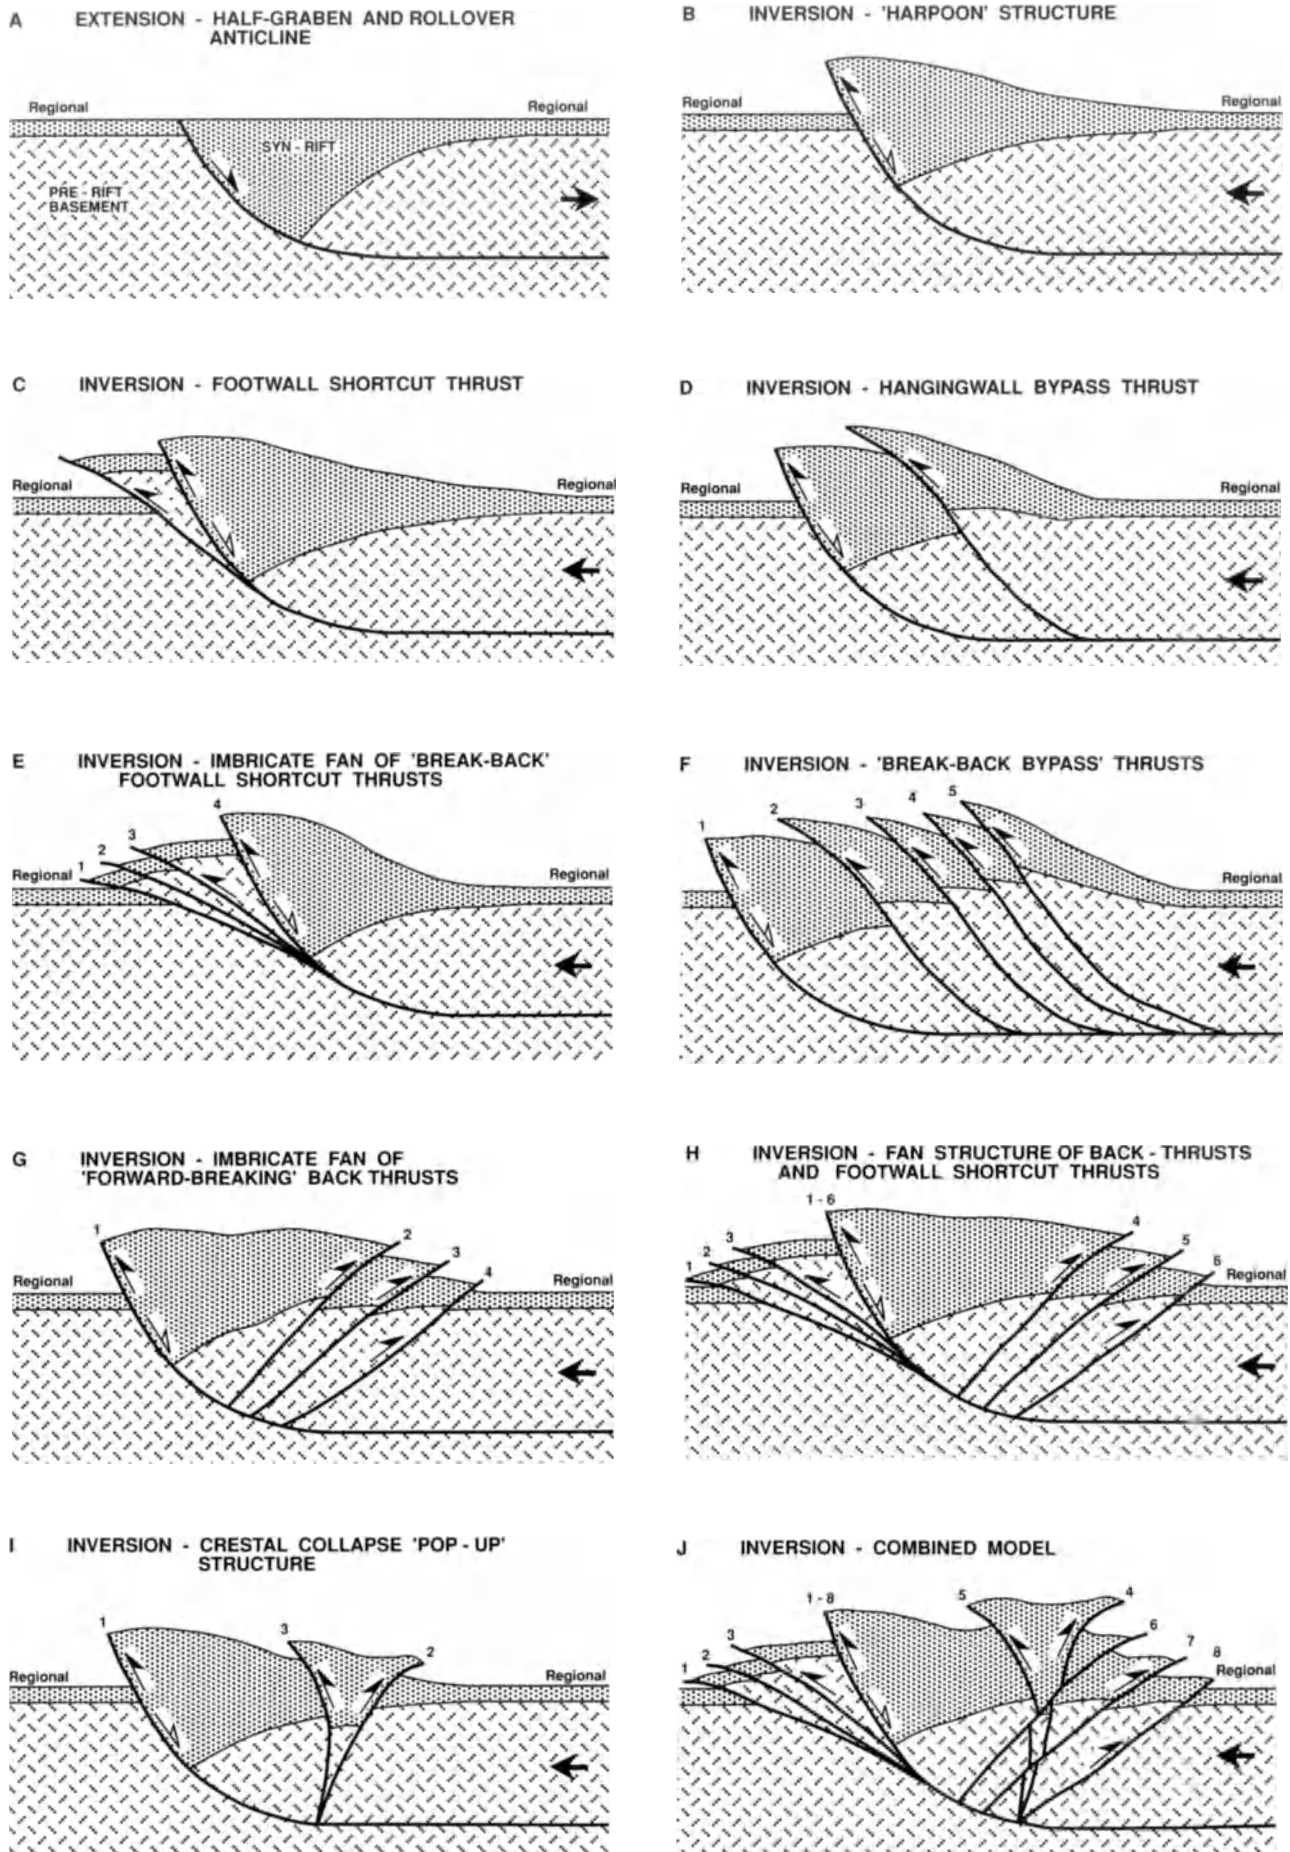 A EXTENSION - HALF-GRABEN AND ROLLOVER
ANTICLINE
Regional
Regional
SYN - RIFT
PRE - RIFT
BASEMENT
B INVERSION - 'HARPOON' STRUCTURE
Regional
Regional
C INVERSION - FOOTWALL SHORTCUT THRUST
Regional
Regional
D INVERSION - HANGINGWALL BYPASS THRUST
Regional
Regional
E INVERSION - IMBRICATE FAN OF 'BREAK-BACK'
FOOTWALL SHORTCUT THRUSTS
4
3
2
1
Regional
Regional
F INVERSION - 'BREAK-BACK BYPASS' THRUSTS
1
2
3
4
5
Regional
Regional
G INVERSION - IMBRICATE FAN OF
'FORWARD-BREAKING' BACK THRUSTS
1
2
3
4
Regional
Regional
H INVERSION - FAN STRUCTURE OF BACK - THRUSTS
AND FOOTWALL SHORTCUT THRUSTS
1 - 6
1
2
3
4
5
6
Regional
Regional
I INVERSION - CRESTAL COLLAPSE 'POP - UP'
STRUCTURE
1
3
2
Regional
Regional
J INVERSION - COMBINED MODEL
1 - 8
5
4
3
2
1
6
7
8
Regional
Regional